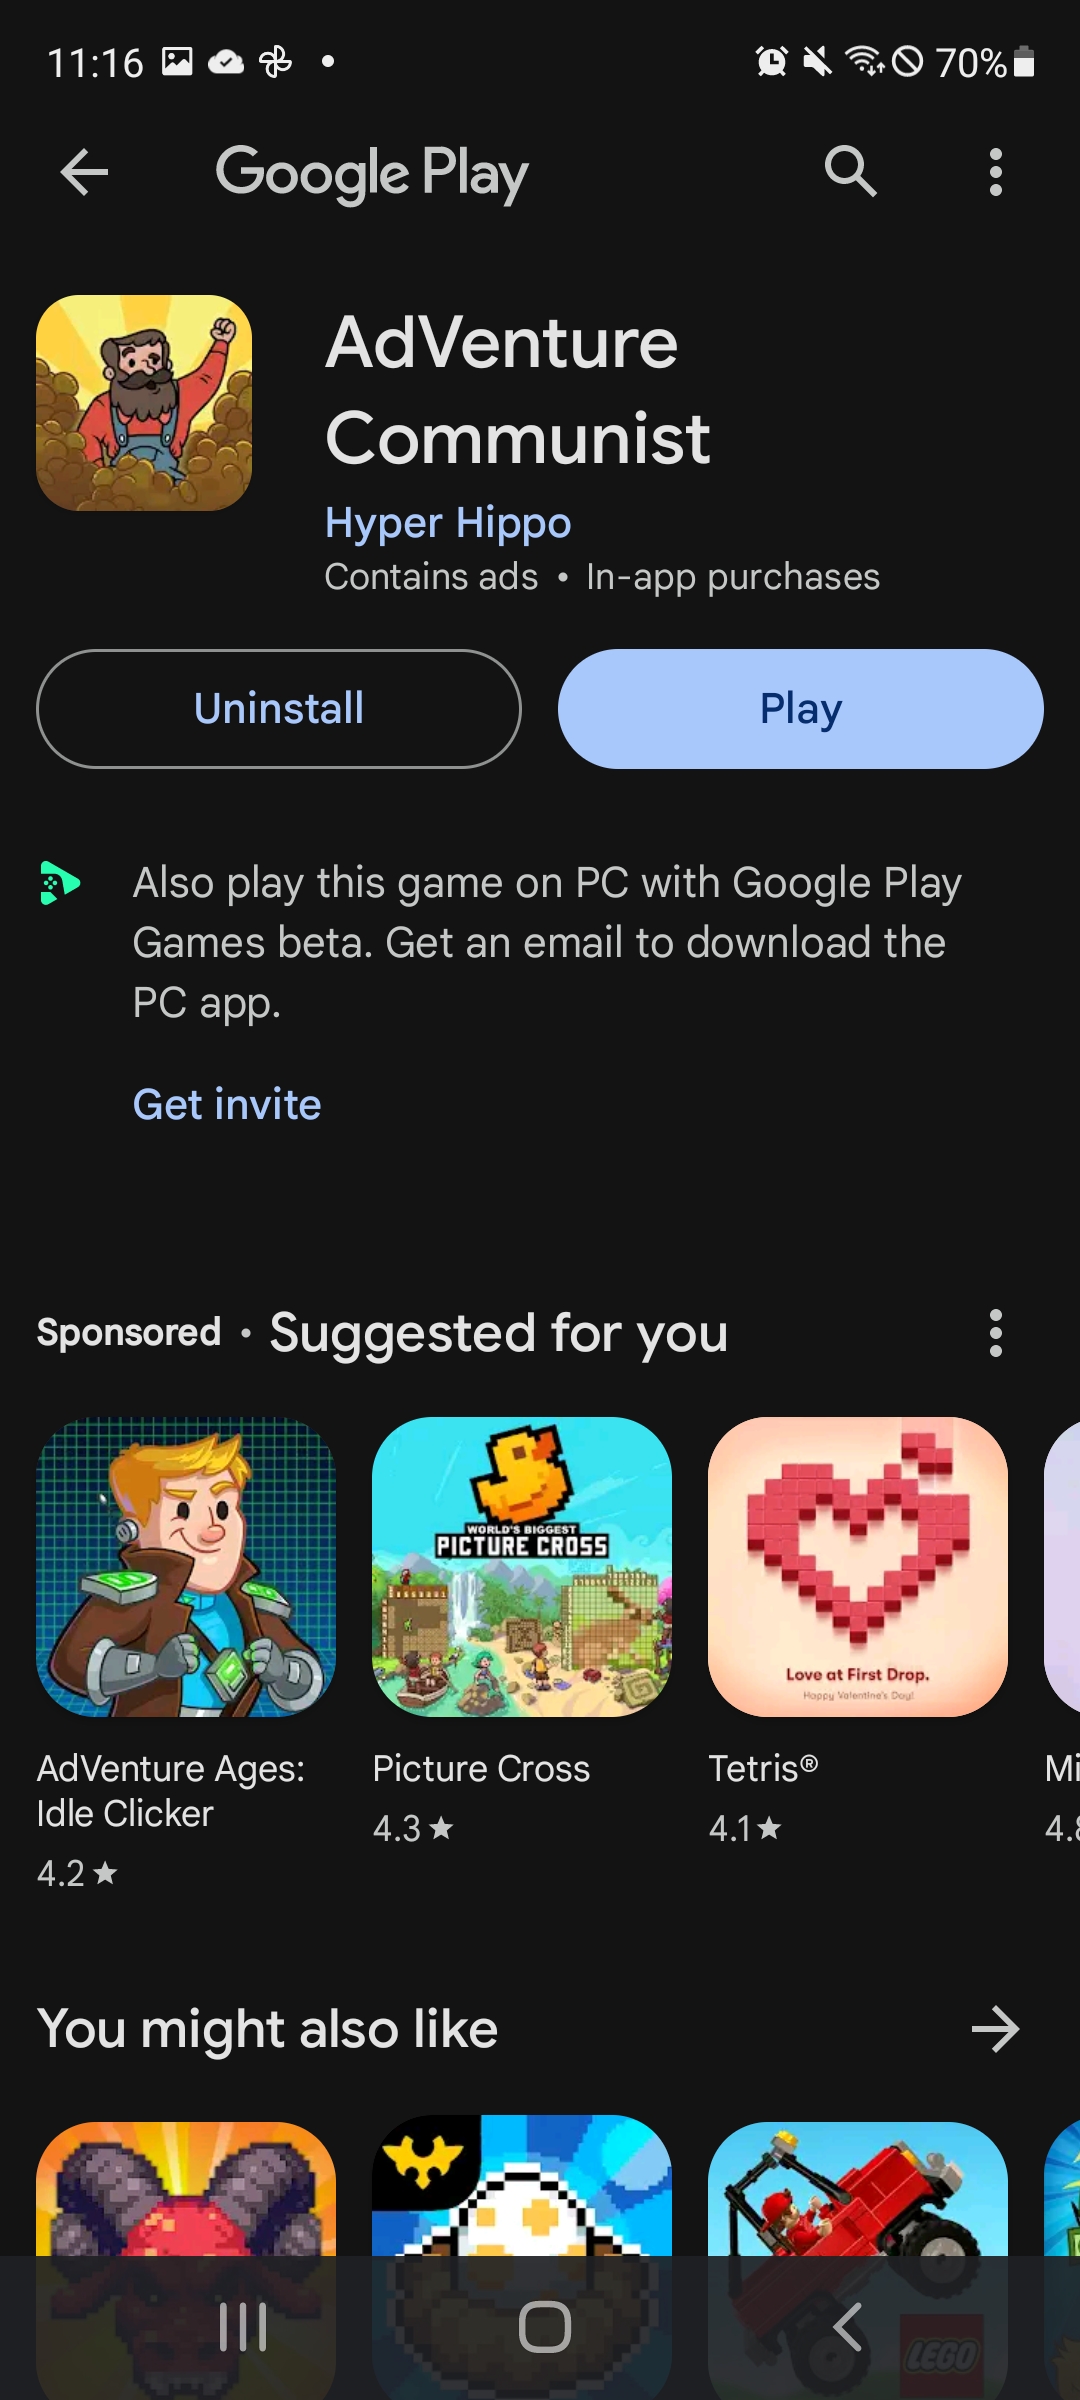 11:16
70%
Google Play
AdVenture
Communist
Hyper Hippo
Contains ads • In-app purchases
Uninstall
Play
Also play this game on PC with Google Play
Games beta. Get an email to download the
PC app.
Get invite
Sponsored • Suggested for you
WORLD'S BIGGEST
PICTURE CROSS
Love at First Drop.
Happy Valentine's Day!
AdVenture Ages:
Idle Clicker
4.2
Picture Cross
4.3
Tetris®
4.1
Mi
4.8
You might also like
LEGO